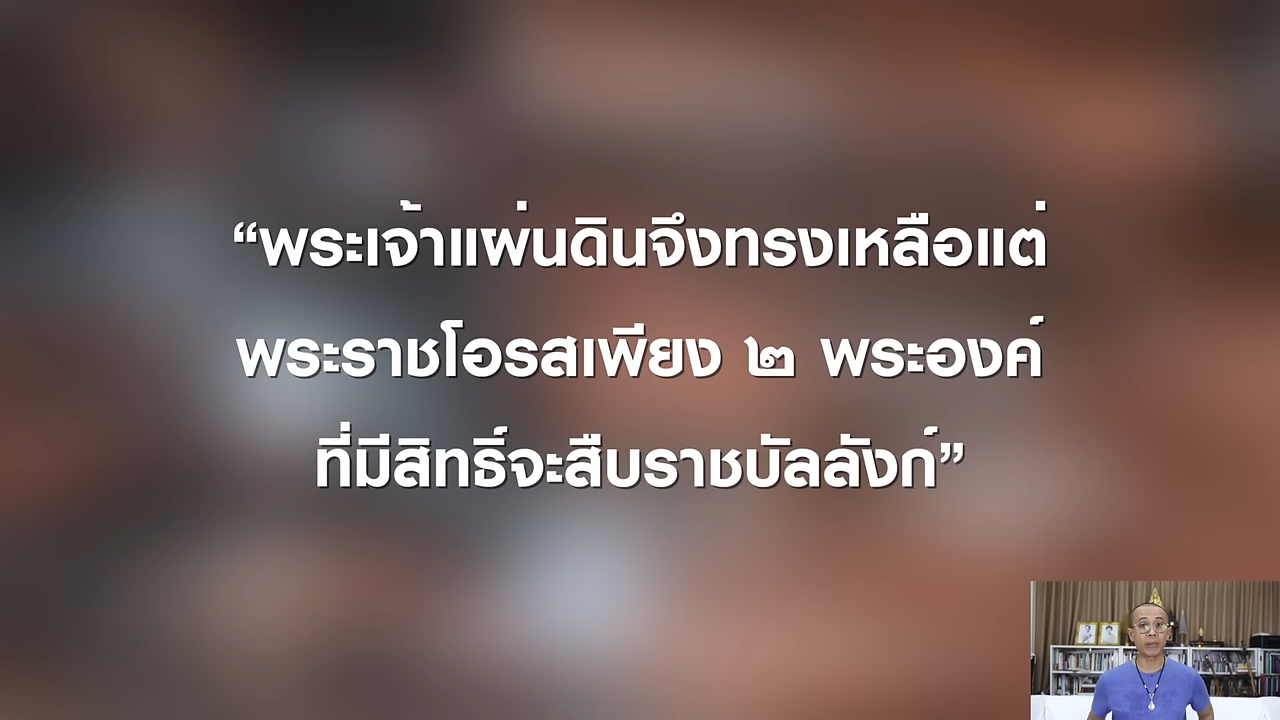 “พระเจ้าแผ่นดินจึงทรงเหลือแต่
พระราชโอรสเพียง ๒ พระองค์
ที่มีสิทธิ์จะสืบราชบัลลังก์”